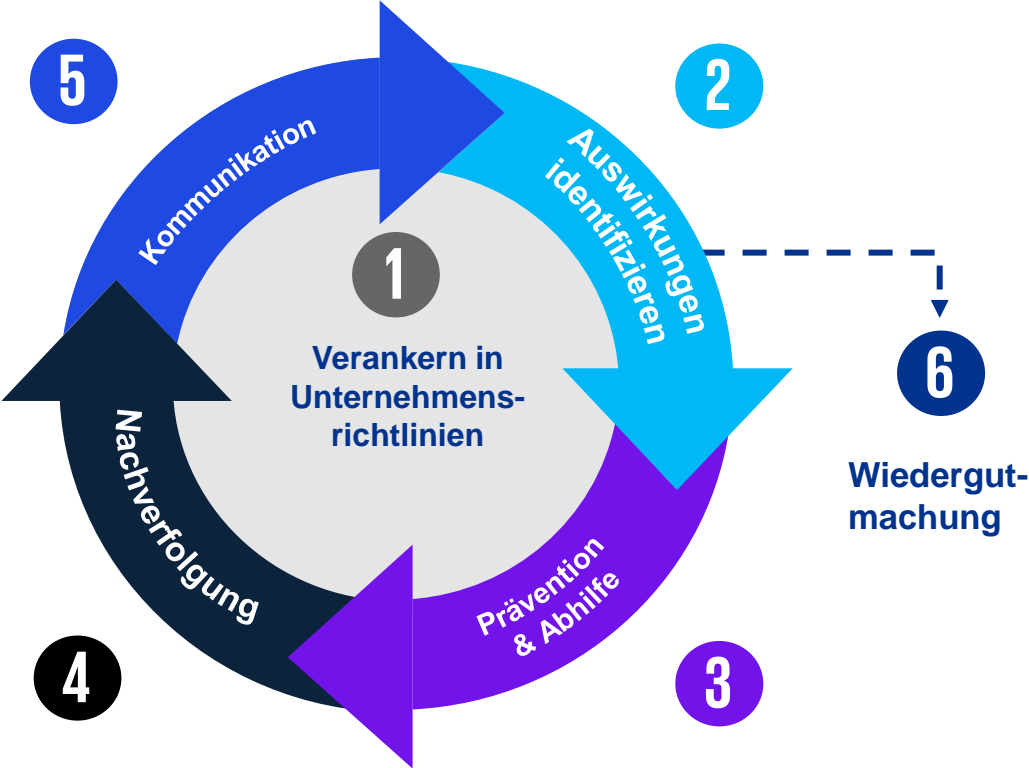 1
Verankern in
Unternehmens-
richtlinien
2
Auswirkungen
identifizieren
3
Prävention
& Abhilfe
4
Nachverfolgung
5
Kommunikation
6
Wiedergut-
machung